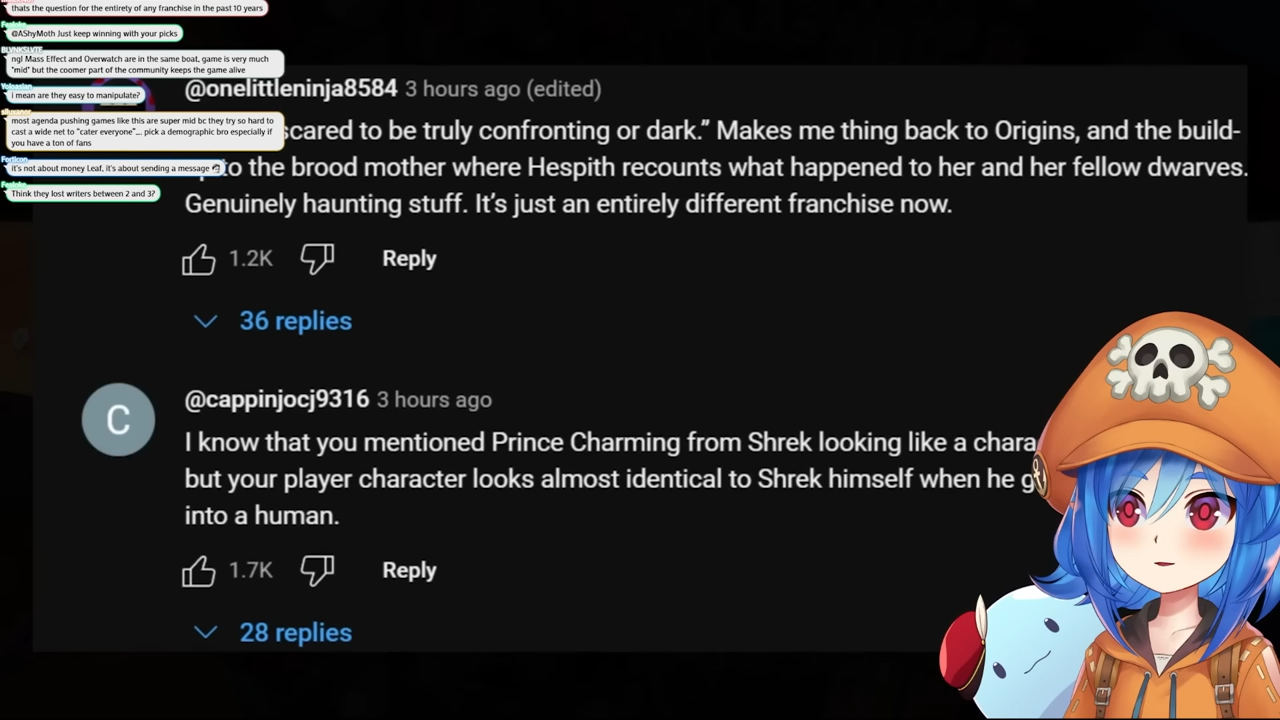 thats the question for the entirety of any franchise in the past 10 years
@AShyMoth Just keep winning with your picks
BLVNKSLVTE
ngl Mass Effect and Overwatch are in the same boat, game is very much
"mid" but the coomer part of the community keeps the game alive
i mean are they easy to manipulate?
most agenda pushing games like this are super mid bc they try so hard to
cast a wide net to "cater everyone"... pick a demographic bro especially if
you have a ton of fans
Forticon
it's not about money Leaf, it's about sending a message
Think they lost writers between 2 and 3?
@onelittleninja8584 3 hours ago (edited)
scared to be truly confronting or dark.” Makes me thing back to Origins, and the build-
to the brood mother where Hespith recounts what happened to her and her fellow dwarves.
Genuinely haunting stuff. It’s just an entirely different franchise now.
1.2K Reply
36 replies
C
@cappinjocj9316 3 hours ago
I know that you mentioned Prince Charming from Shrek looking like a
but your player character looks almost identical to Shrek himself when he
into a human.
1.7K Reply
28 replies